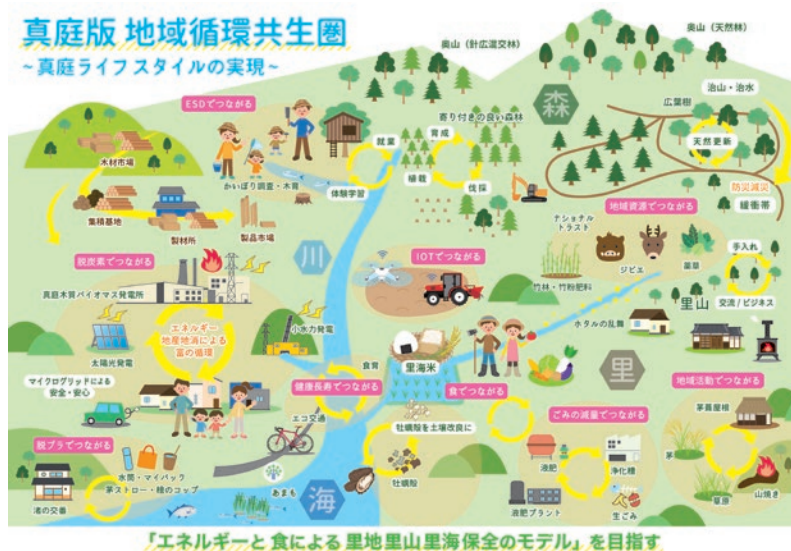 真庭版 地域循環共生圏
~真庭ライフスタイルの実現~
奥山（針広混交林）
奥山（天然林）
治山・治水
広葉樹
森
天然更新
防災減災
緩衝帯
ESDでつながる
寄り付きの良い森林
就業
育成
植栽
伐採
体験学習
かいぼり調査・木育
木材市場
集積基地
製材所
製品市場
川
地域資源でつながる
ナショナル
トラスト
ジビエ
薬草
竹林・竹粉肥料
手入れ
里山
交流/ビジネス
ホタルの乱舞
IOTでつながる
脱炭素でつながる
真庭木質バイオマス発電所
エネルギー
地産地消による
富の循環
太陽光発電
小水力発電
マイクログリッドによる
安全・安心
食育
健康長寿でつながる
エコ交通
里海米
食でつながる
里
牡蠣殻を土壌改良に
牡蠣殻
ごみの減量でつながる
液肥
浄化槽
液肥プラント
生ごみ
地域活動でつながる
茅葺屋根
茅
草原
山焼き
脱プラでつながる
水筒・マイバック
茅ストロー・檜のコップ
渚の交番
あまも
海
「エネルギーと食による里地里山里海保全のモデル」を目指す